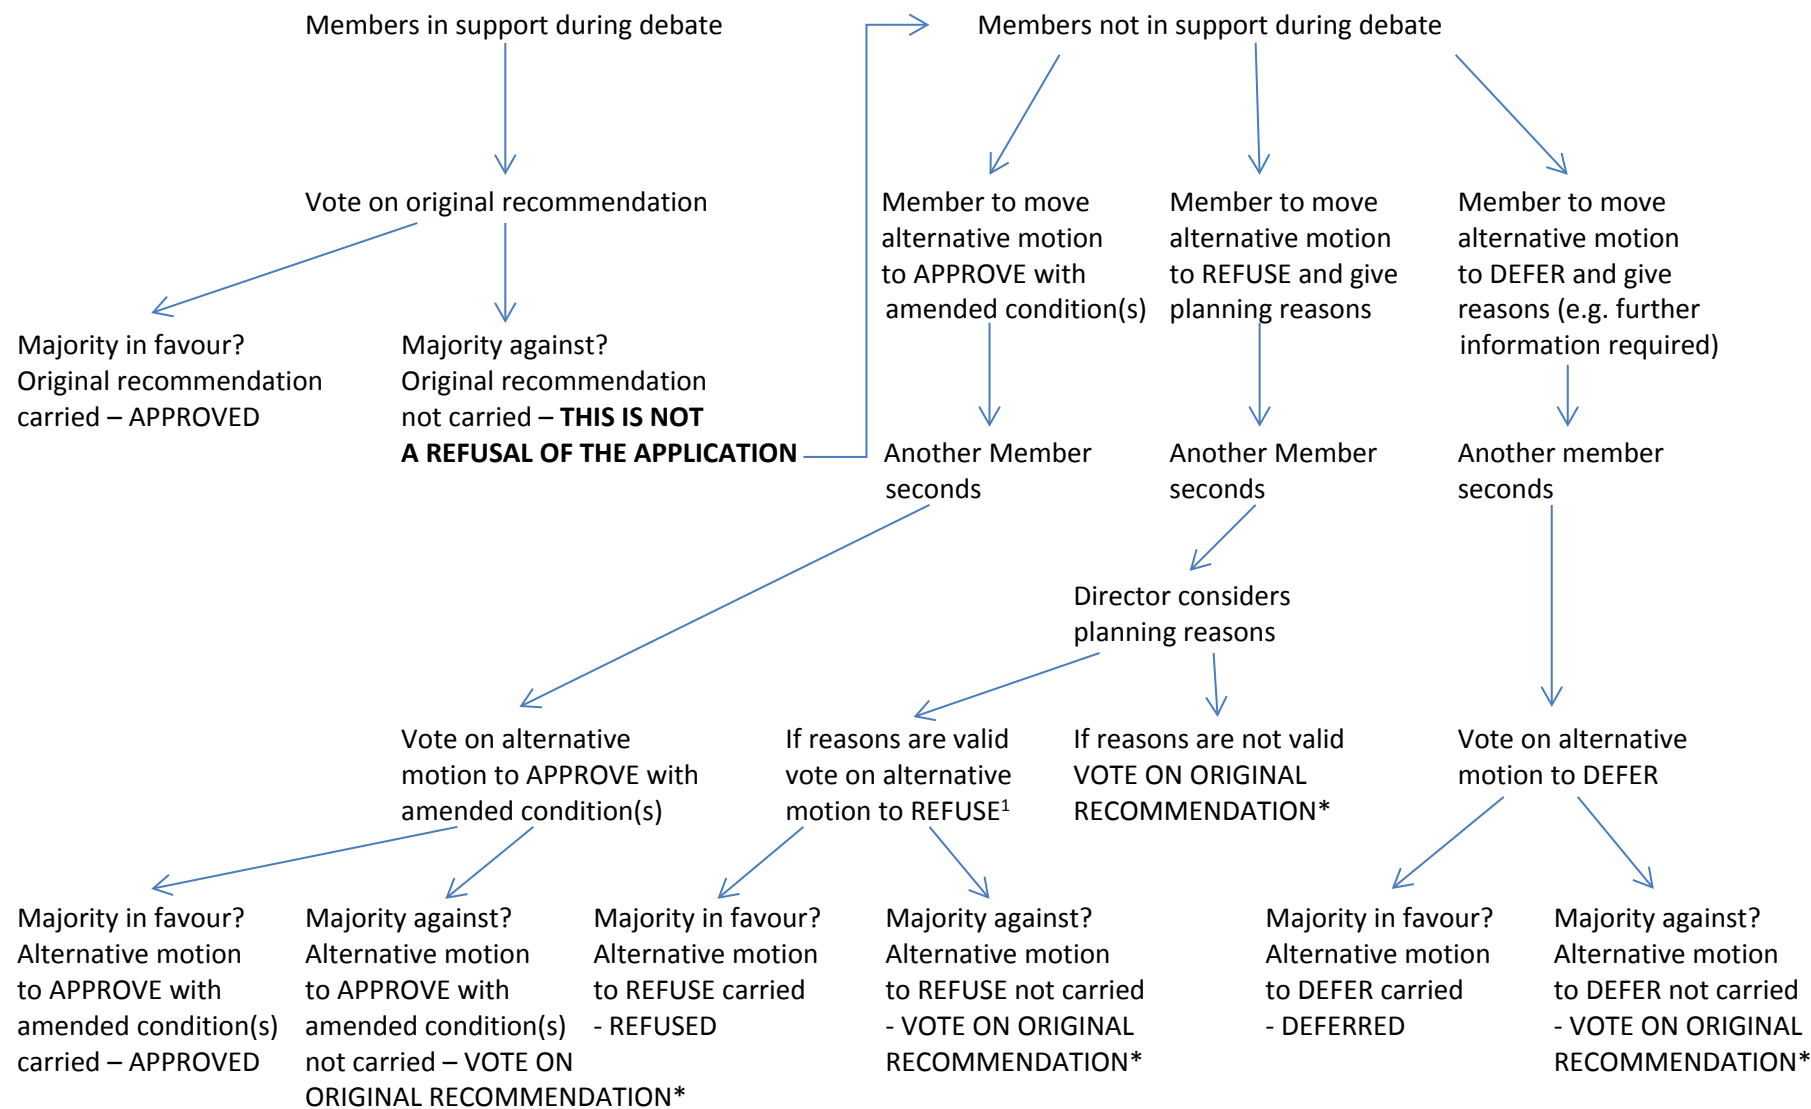 Members in support during debate
Members not in support during debate
Vote on original recommendation
Member to move
alternative motion
to APPROVE with
amended condition(s)
Member to move
alternative motion
to REFUSE and give
planning reasons
Member to move
alternative motion
to DEFER and give
reasons (e.g. further
information required)
Majority in favour?
Original recommendation
carried – APPROVED
Majority against?
Original recommendation
not carried – THIS IS NOT
A REFUSAL OF THE APPLICATION
Another Member
seconds
Another Member
seconds
Another member
seconds
Director considers
planning reasons
Vote on alternative
motion to APPROVE with
amended condition(s)
If reasons are valid
vote on alternative
motion to REFUSE¹
If reasons are not valid
VOTE ON ORIGINAL
RECOMMENDATION*
Vote on alternative
motion to DEFER
Majority in favour?
Alternative motion
to APPROVE with
amended condition(s)
carried – APPROVED
Majority against?
Alternative motion
to APPROVE with
amended condition(s)
not carried – VOTE ON
ORIGINAL RECOMMENDATION*
Majority in favour?
Alternative motion
to REFUSE carried
- REFUSED
Majority against?
Alternative motion
to REFUSE not carried
- VOTE ON ORIGINAL
RECOMMENDATION*
Majority in favour?
Alternative motion
to DEFER carried
- DEFERRED
Majority against?
Alternative motion
to DEFER not carried
- VOTE ON ORIGINAL
RECOMMENDATION*